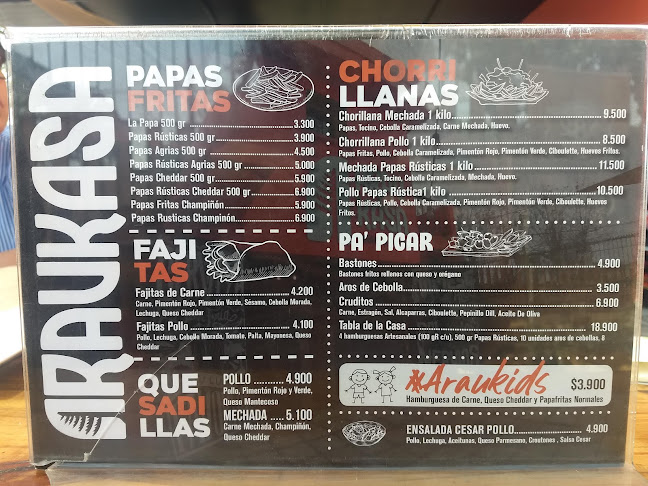 ARAUKASA
PAPAS
FRITAS
La Papa 500 gr 3.300
Papas Rústicas 500 gr 3.900
Papas Agrias 500 gr 4.500
Papas Rústicas Agrias 500 gr 5.000
Papas Cheddar 500 gr 5.900
Papas Rústicas Cheddar 500 gr 6.900
Papas Fritas Champiñón 5.900
Papas Rusticas Champinón 6.900
FAJI
TAS
Fajitas de Carne 4.200
Carne, Pimentón Rojo, Pimentón Verde, Sésamo, Cebolla Morada,
Lechuga, Queso Cheddar
Fajitas Pollo 4.100
Pollo, Lechuga, Cebolla Morada, Tomate, Palta, Mayonesa, Queso
Cheddar
QUE
SADI
LLAS
POLLO 4.900
Pollo, Pimentón Rojo y Verde,
Queso Mantecoso
MECHADA 5.100
Carne Mechada, Champiñón,
Queso Cheddar
CHORRI
LLANAS
Chorillana Mechada 1 kilo 9.500
Papas, Tocino, Cebolla Caramelizada, Carne Mechada, Huevo.
Chorrillana Pollo 1 kilo 8.500
Papas Fritas, Pollo, Cebolla Caramelizada, Pimentón Rojo, Pimentón Verde, Ciboulette, Huevos Fritos.
Mechada Papas Rústicas 1 kilo 11.500
Papas Rústicas, Tocino, Cebolla Caramelizada, Mechada, Huevo.
Pollo Papas Rústica1 kilo 10.500
Papas Rústicas, Pollo, Cebolla Caramelizada, Pimentón Rojo, Pimentón Verde, Ciboulette, Huevos
Fritos.
PA' PICAR
Bastones 4.900
Bastones fritos rellenos con queso y orégano
Aros de Cebolla 3.500
Cruditos 6.900
Carne, Estragón, Sal, Alcaparras, Ciboulette, Pepinillo Dill, Aceite De Oliva
Tabla de la Casa 18.900
4 hamburguesas Artesanales (100 gR c/u), 500 gr Papas Rústicas, 10 unidades aros de cebollas, 8
#Araukids $3.900
Hamburguesa de Carne, Queso Cheddar y Papafritas Normales
ENSALADA CESAR POLLO 4.900
Pollo, Lechuga, Aceitunas, Queso Parmesano, Croutones , Salsa Cesar